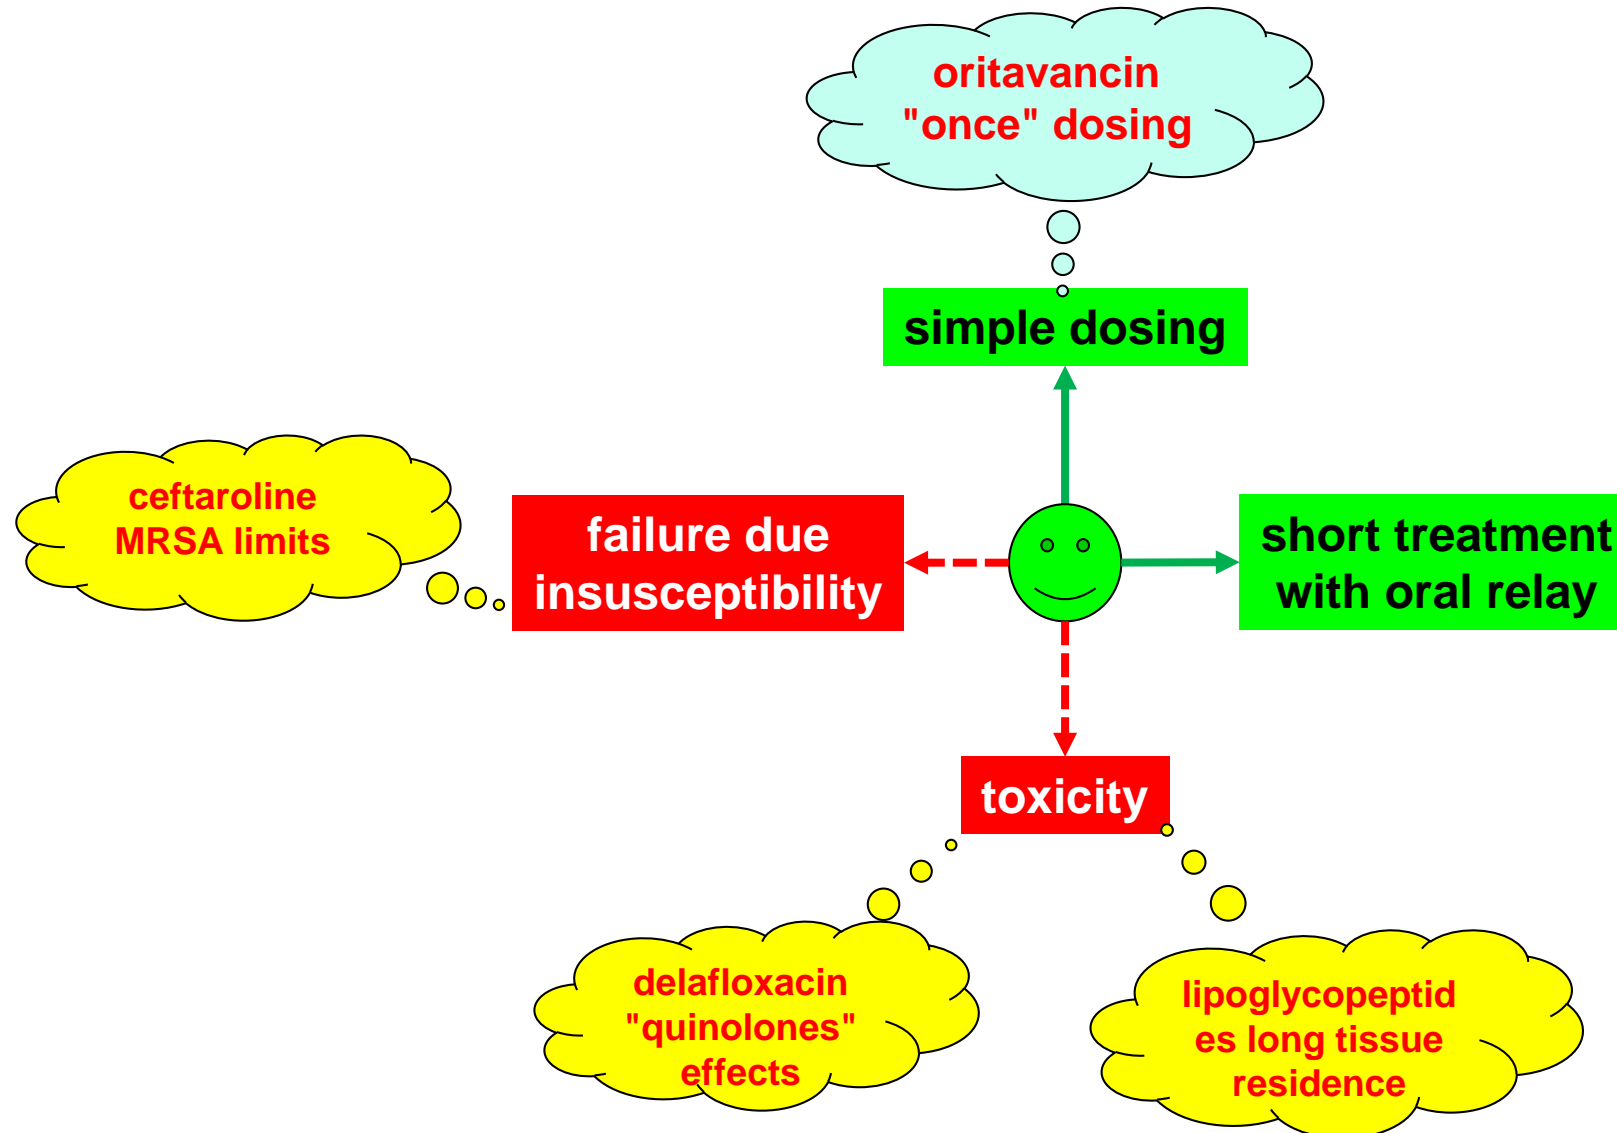 oritavancin
"once" dosing
simple dosing
ceftaroline
MRSA limits
failure due
insusceptibility
short treatment
with oral relay
toxicity
delafloxacin
"quinolones"
effects
lipoglycopeptid
es long tissue
residence